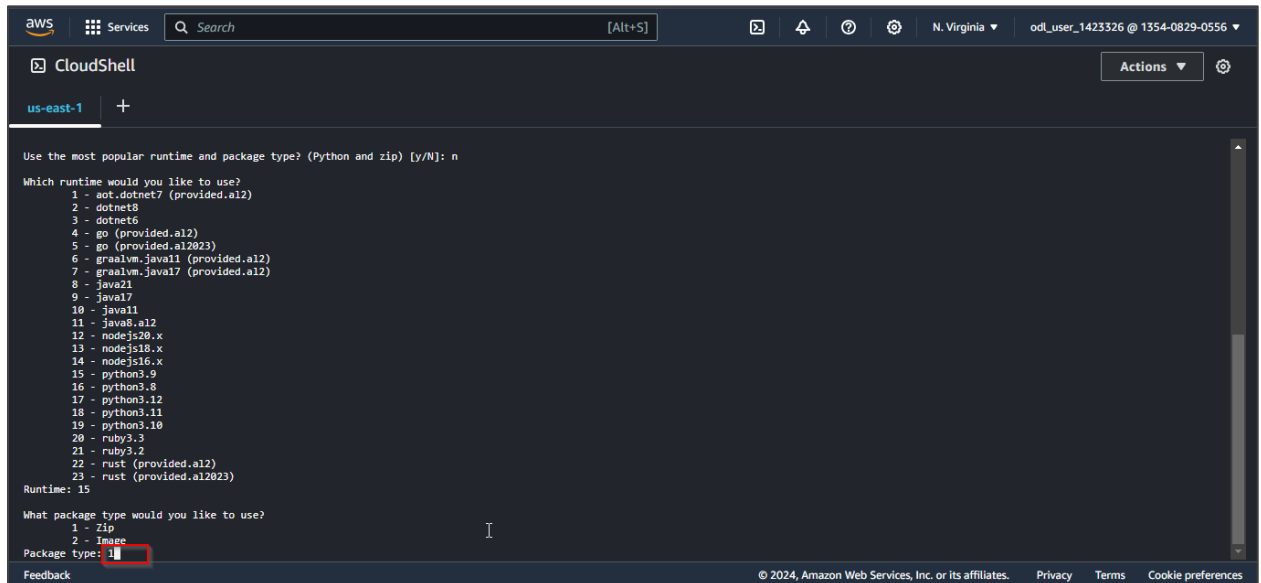 aws Services Search [Alt+S] N. Virginia ▼ odl_user_1423326 @ 1354-0829-0556 ▼
CloudShell Actions ▼
us-east-1 +
Use the most popular runtime and package type? (Python and zip) [y/N]: n
Which runtime would you like to use?
1 - aot.dotnet7 (provided.al2)
2 - dotnet8
3 - dotnet6
4 - go (provided.al2)
5 - go (provided.al2023)
6 - graalvm.java11 (provided.al2)
7 - graalvm.java17 (provided.al2)
8 - java21
9 - java17
10 - java11
11 - java8.al2
12 - nodejs20.x
13 - nodejs18.x
14 - nodejs16.x
15 - python3.9
16 - python3.8
17 - python3.12
18 - python3.11
19 - python3.10
20 - ruby3.3
21 - ruby3.2
22 - rust (provided.al2)
23 - rust (provided.al2023)
Runtime: 15
What package type would you like to use?
1 - Zip
2 - Image
Package type: 1
Feedback © 2024, Amazon Web Services, Inc. or its affiliates. Privacy Terms Cookie preferences